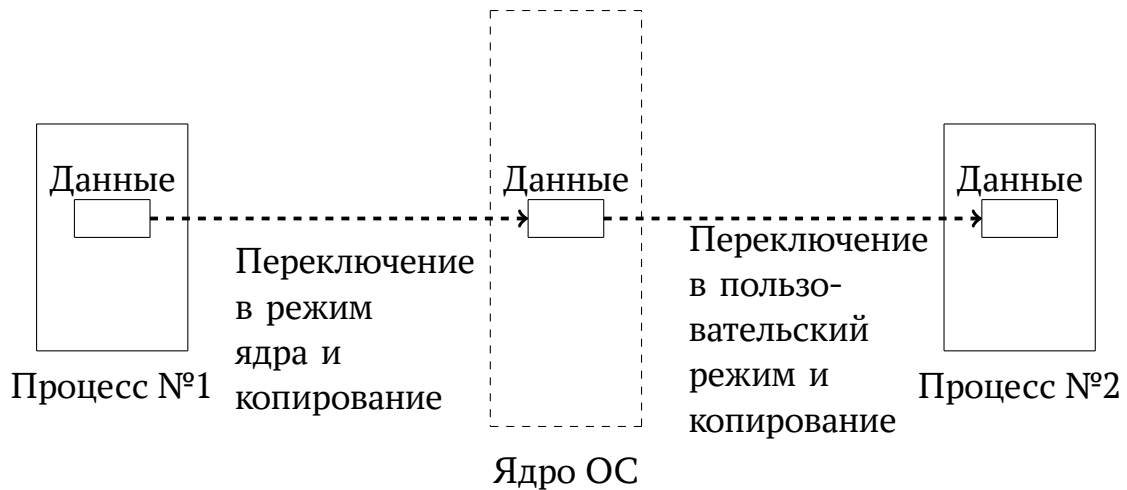 Данные
Данные
Данные
Переключение
в режим
ядра и
копирование
Переключение
в пользо-
вательский
режим и
копирование
Процесс №1
Процесс №2
Ядро ОС